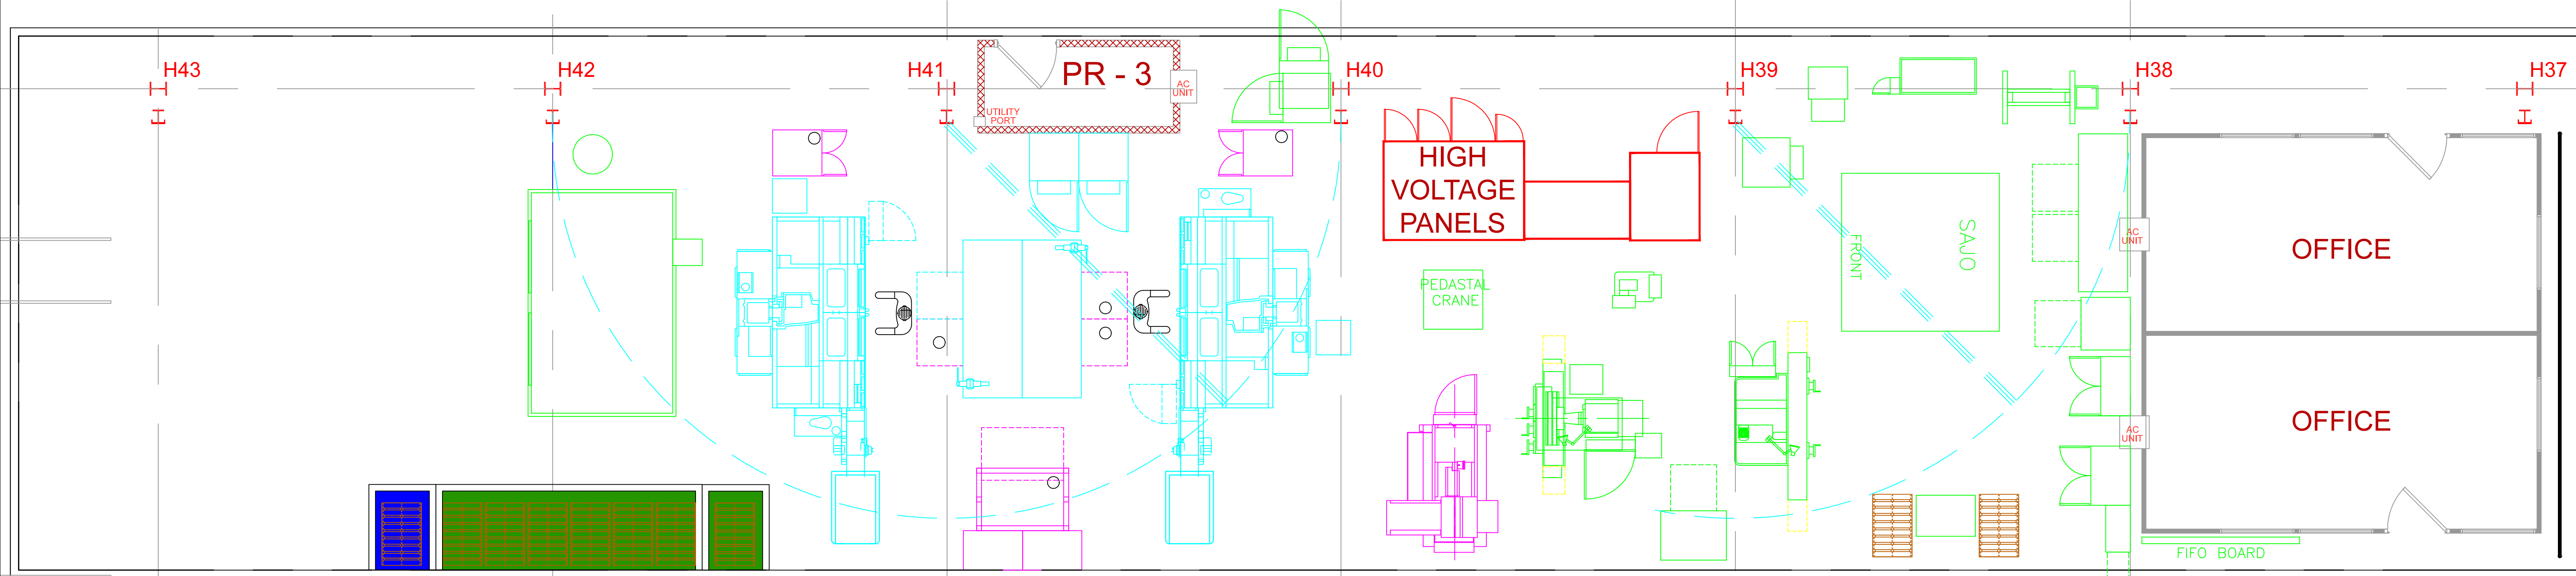 H43
H42
H41
PR - 3
H40
H39
H38
H37
AC
UNIT
UTILITY
PORT
HIGH
VOLTAGE
PANELS
SAJO
FRONT
AC
UNIT
OFFICE
PEDASTAL
CRANE
AC
UNIT
OFFICE
FIFO BOARD